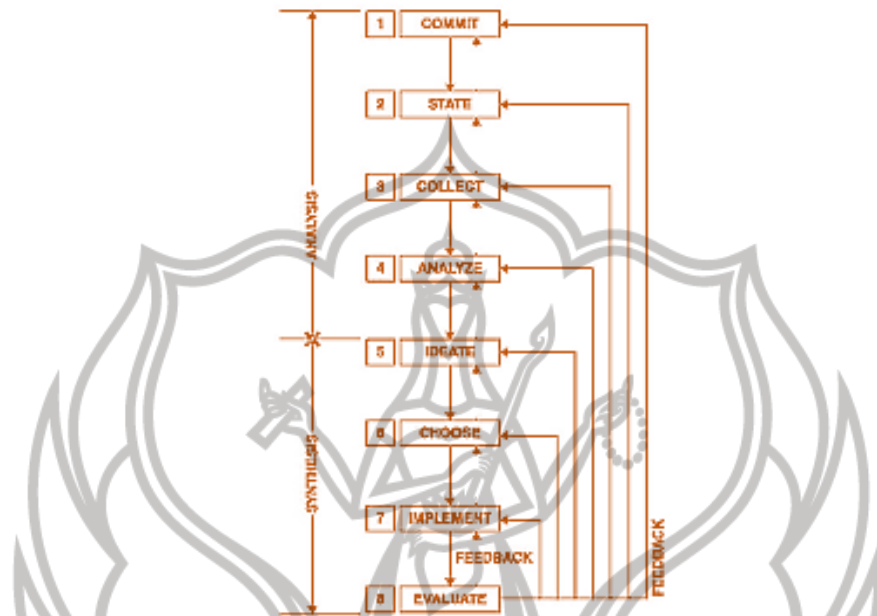 1 COMMIT
2 STATE
3 COLLECT
ANALYSIS
4 ANALYZE
5 IDEATE
6 CHOOSE
SYNTHESIS
7 IMPLEMENT
FEEDBACK
FEEDBACK
8 EVALUATE